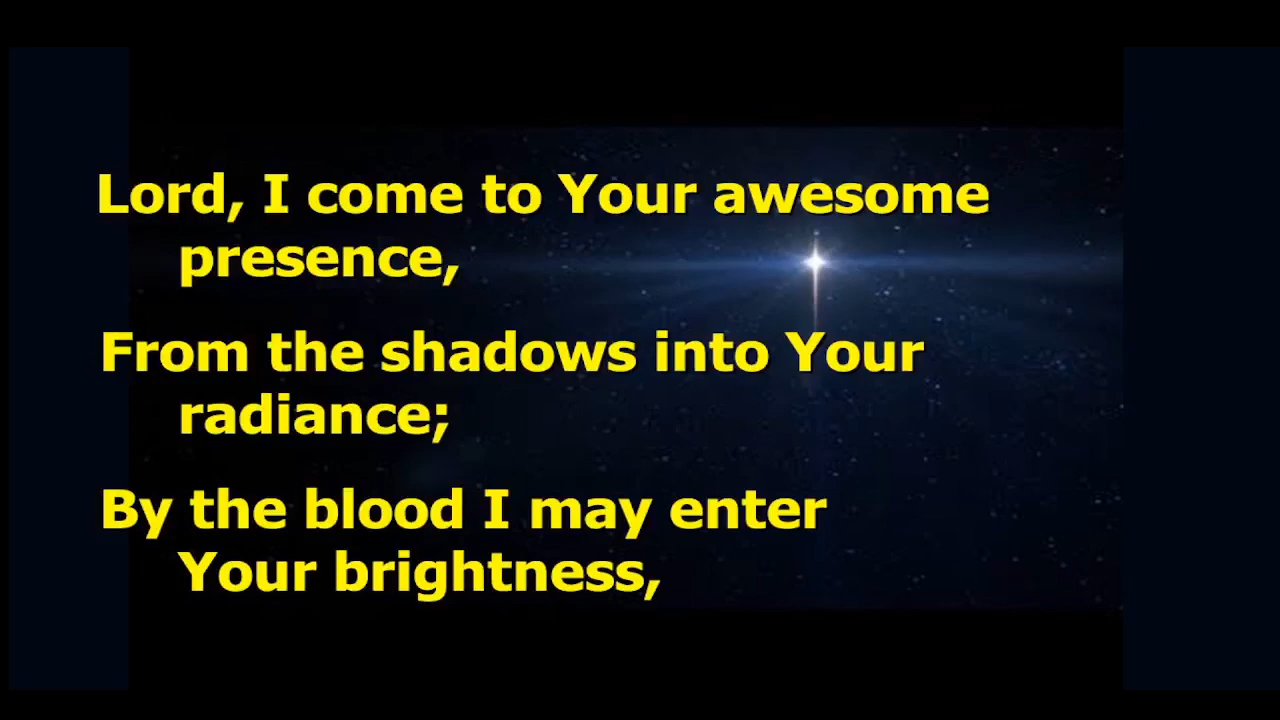 Lord, I come to Your awesome
presence,
From the shadows into Your
radiance;
By the blood I may enter
Your brightness,